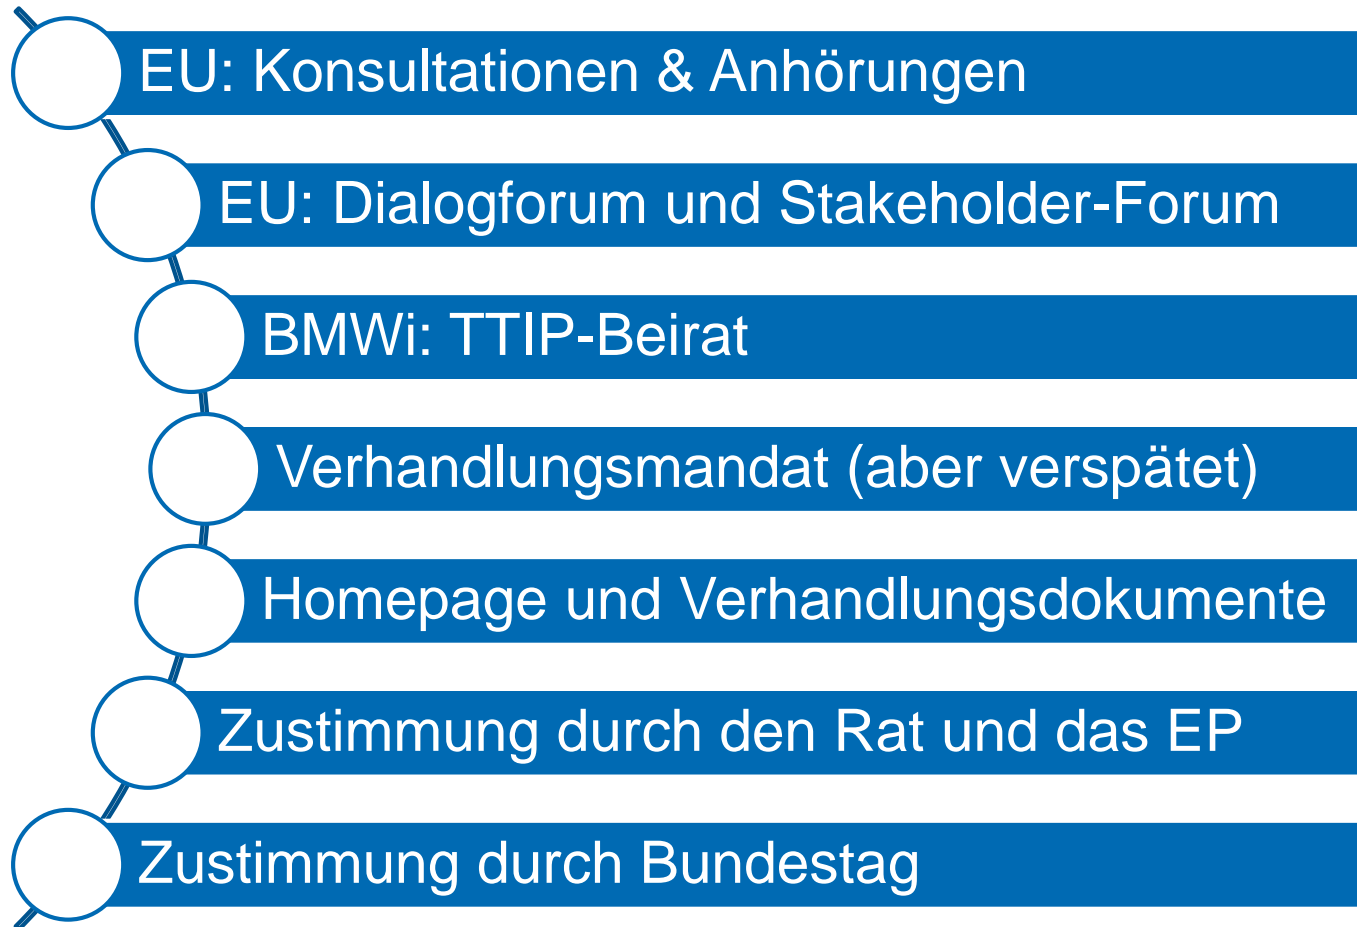 EU: Konsultationen & Anhörungen
EU: Dialogforum und Stakeholder-Forum
BMWi: TTIP-Beirat
Verhandlungsmandat (aber verspätet)
Homepage und Verhandlungsdokumente
Zustimmung durch den Rat und das EP
Zustimmung durch Bundestag